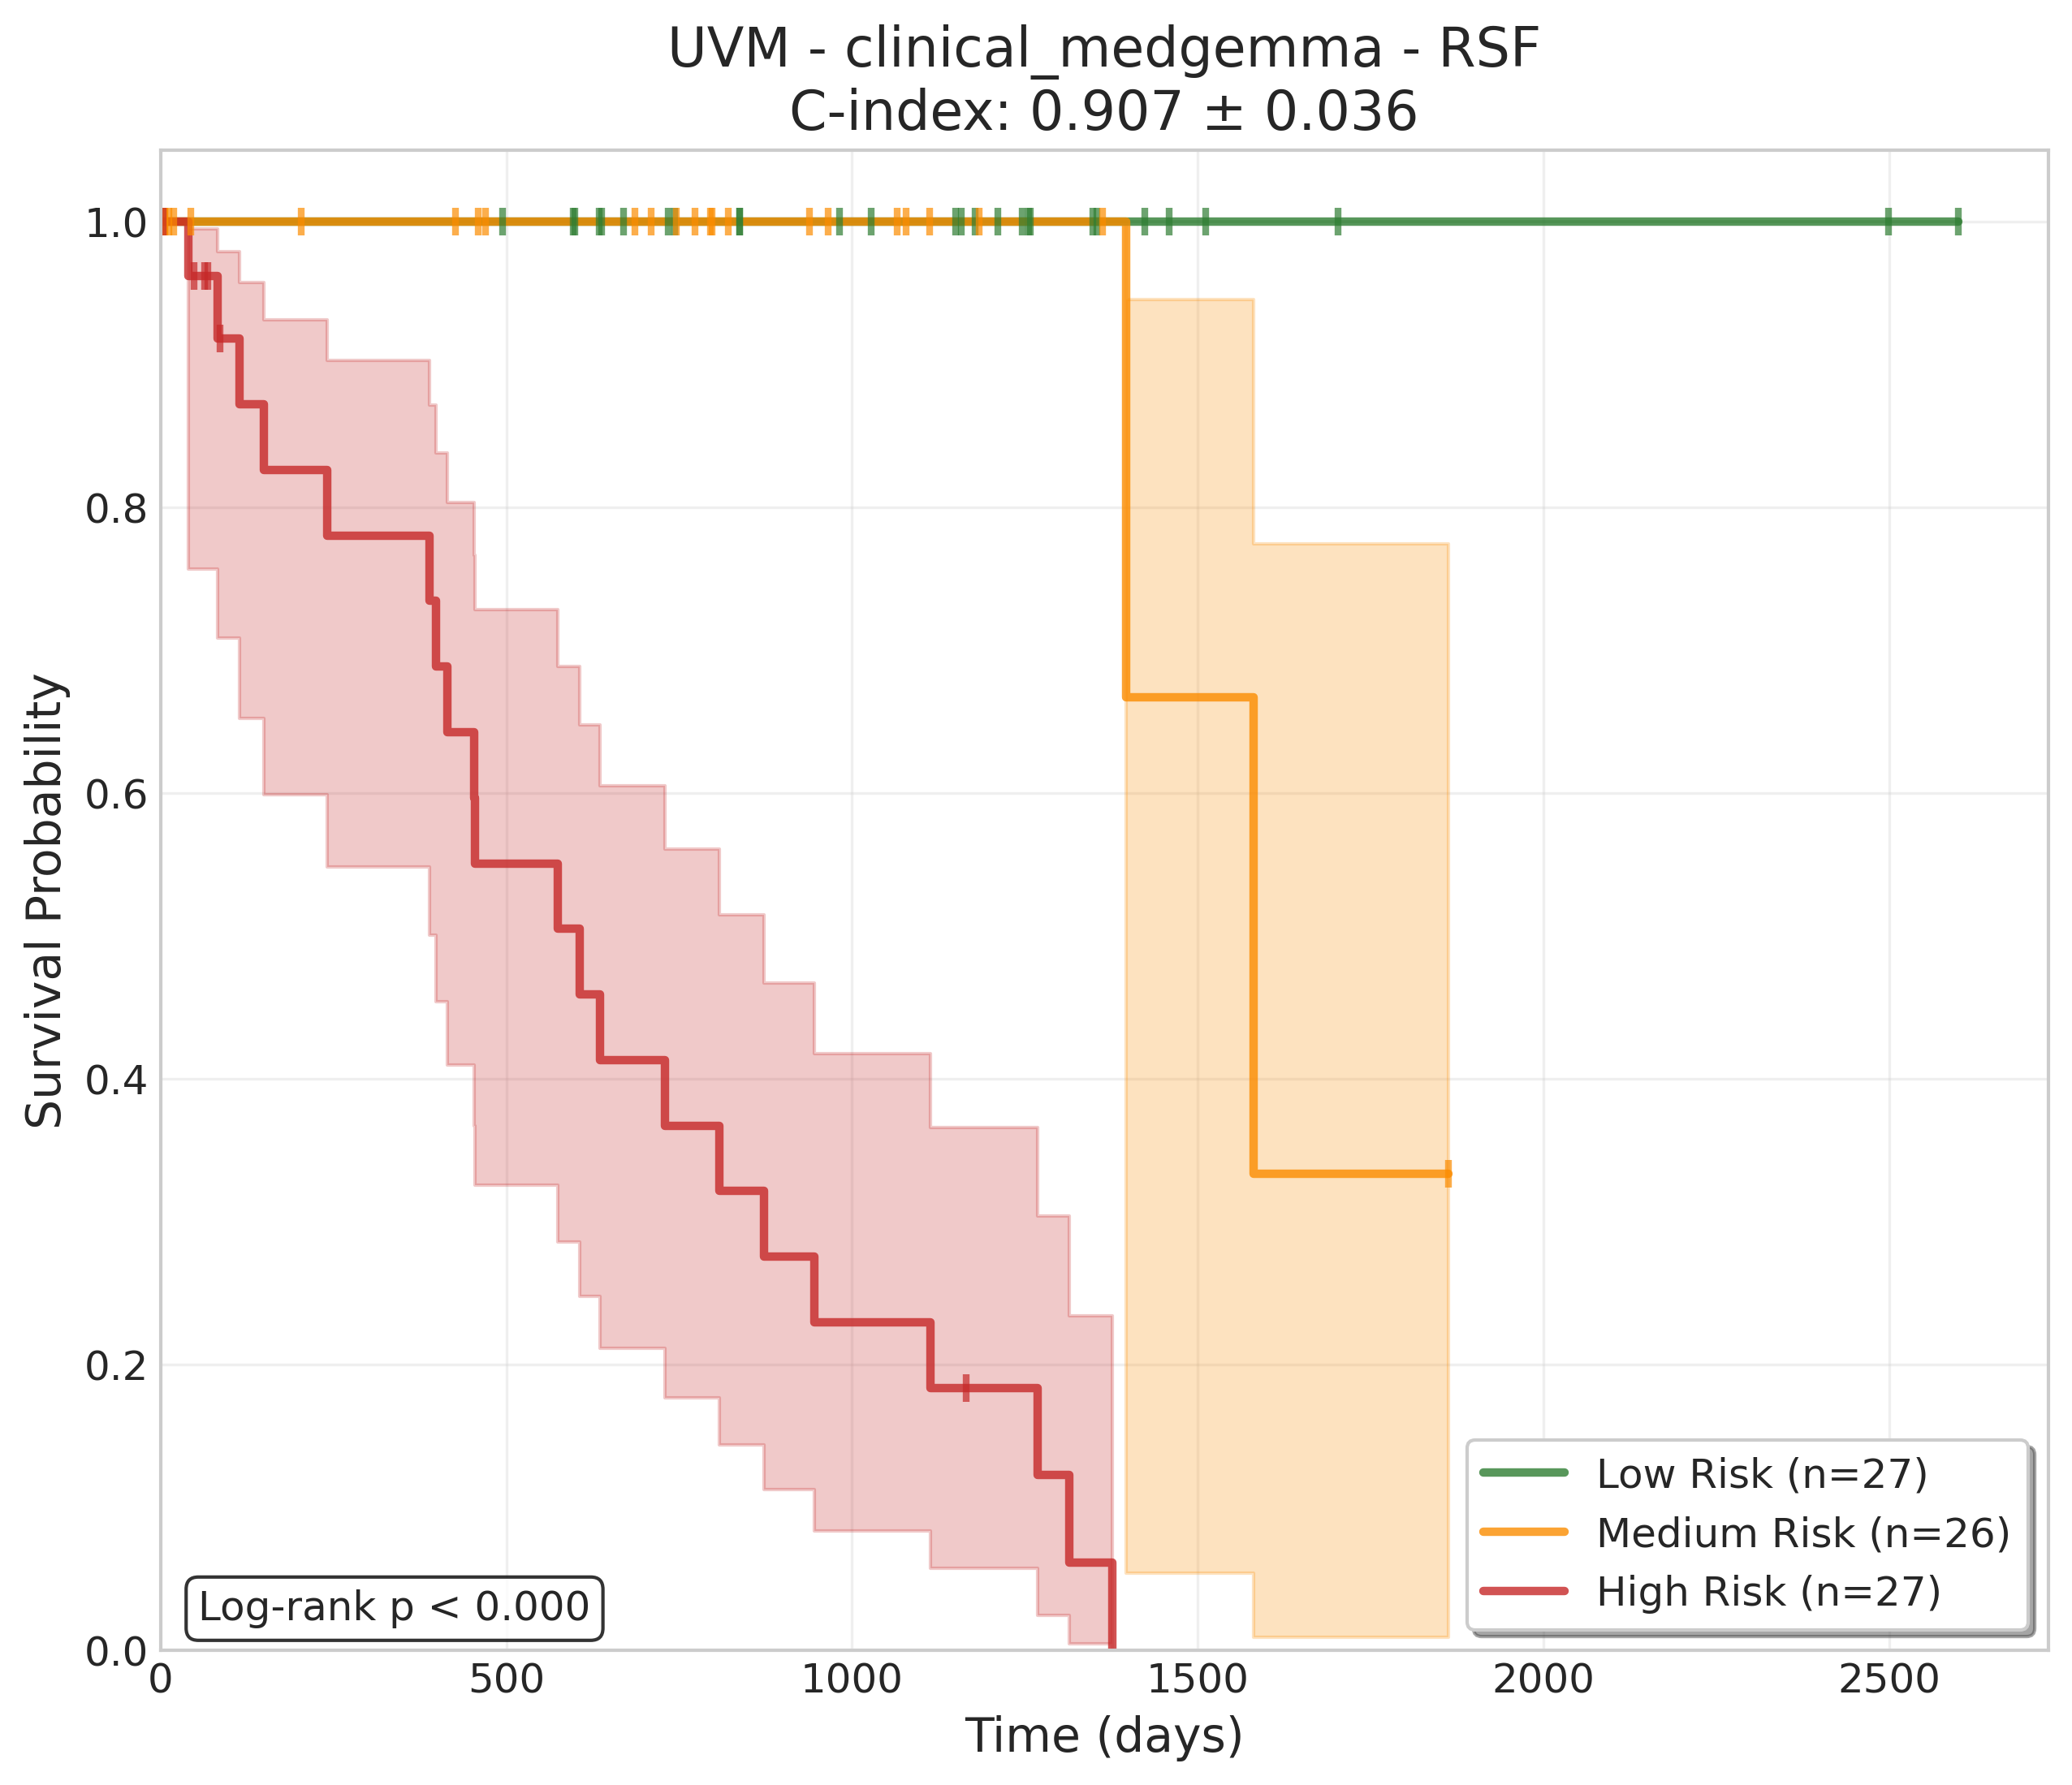 UVM - clinical_medgemma - RSF
C-index: 0.907 ± 0.036
Survival Probability
1.0
0.8
0.6
0.4
0.2
0.0
Log-rank p < 0.000
Low Risk (n=27)
Medium Risk (n=26)
High Risk (n=27)
0 500 1000 1500 2000 2500
Time (days)